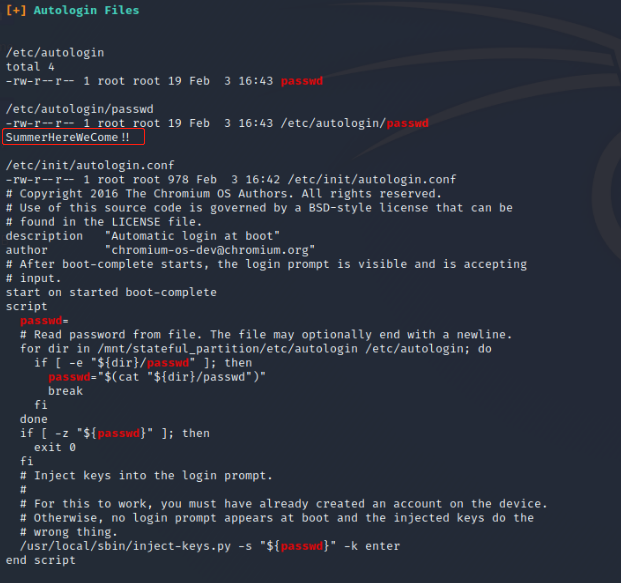 [+] Autologin Files
/etc/autologin
total 4
-rw-r--r-- 1 root root 19 Feb  3 16:43 passwd
/etc/autologin/passwd
-rw-r--r-- 1 root root 19 Feb  3 16:43 /etc/autologin/passwd
SummerHereWeCome!!
/etc/init/autologin.conf
-rw-r--r-- 1 root root 978 Feb  3 16:42 /etc/init/autologin.conf
# Copyright 2016 The Chromium OS Authors. All rights reserved.
# Use of this source code is governed by a BSD-style license that can be
# found in the LICENSE file.
description   "Automatic login at boot"
author        "chromium-os-dev@chromium.org"
# After boot-complete starts, the login prompt is visible and is accepting
# input.
start on started boot-complete
script
  passwd=
  # Read password from file. The file may optionally end with a newline.
  for dir in /mnt/stateful_partition/etc/autologin /etc/autologin; do
    if [ -e "${dir}/passwd" ]; then
      passwd="$(cat "${dir}/passwd")"
      break
    fi
  done
  if [ -z "${passwd}" ]; then
    exit 0
  fi
  # Inject keys into the login prompt.
  #
  # For this to work, you must have already created an account on the device.
  # Otherwise, no login prompt appears at boot and the injected keys do the
  # wrong thing.
  /usr/local/sbin/inject-keys.py -s "${passwd}" -k enter
end script